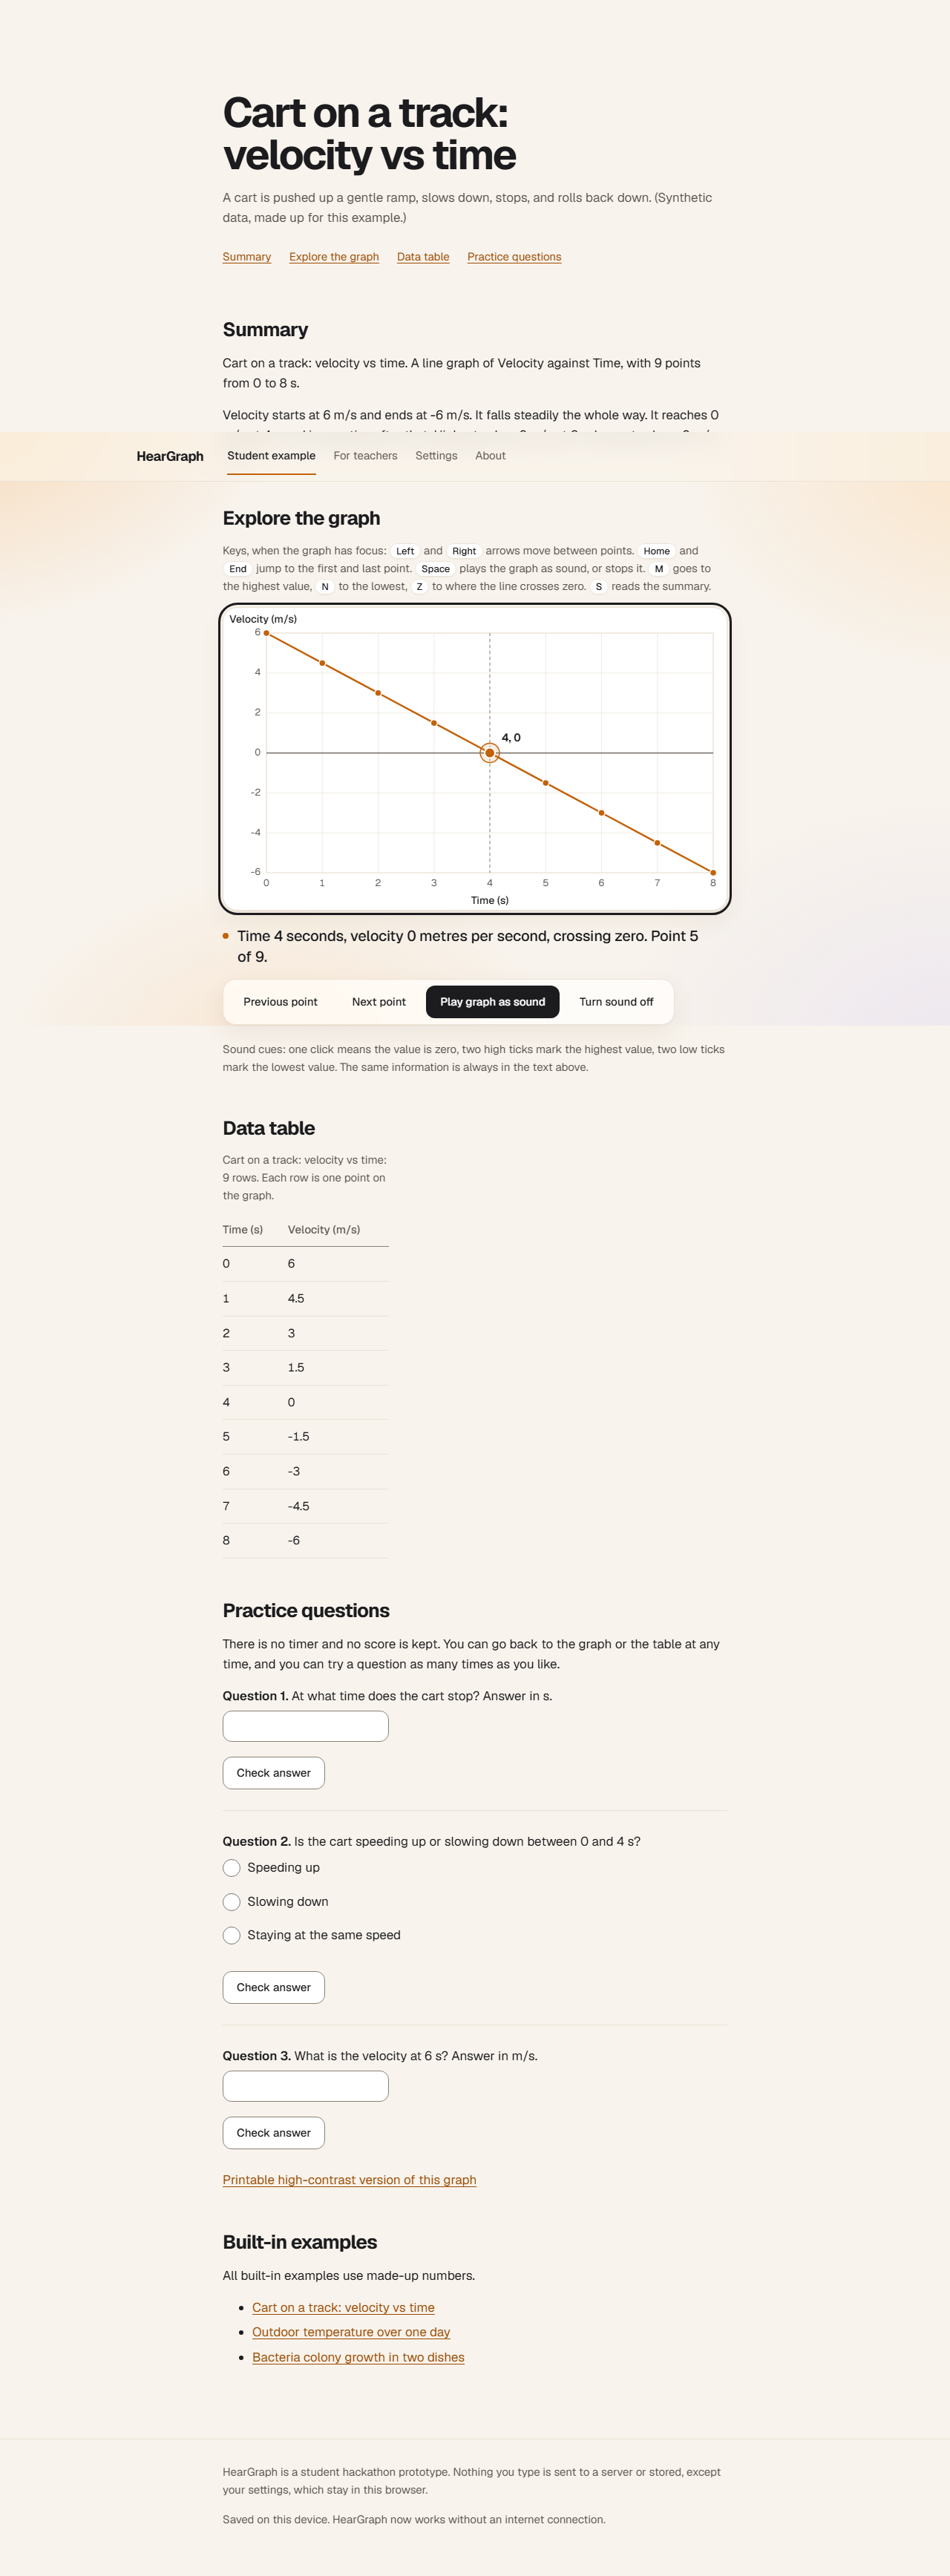 Cart on a track:
velocity vs time
A cart is pushed up a gentle ramp, slows down, stops, and rolls back down. (Synthetic
data, made up for this example.)
Summary Explore the graph Data table Practice questions
Summary
Cart on a track: velocity vs time. A line graph of Velocity against Time, with 9 points
from 0 to 8 s.
Velocity starts at 6 m/s and ends at -6 m/s. It falls steadily the whole way. It reaches 0
HearGraph Student example For teachers Settings About
Explore the graph
Keys, when the graph has focus: Left and Right arrows move between points. Home and
End jump to the first and last point. Space plays the graph as sound, or stops it. M goes to
the highest value, N to the lowest, Z to where the line crosses zero. S reads the summary.
Velocity (m/s)
6
4
2
0
-2
-4
-6
4, 0
0 1 2 3 4 5 6 7 8
Time (s)
Time 4 seconds, velocity 0 metres per second, crossing zero. Point 5
of 9.
Previous point Next point Play graph as sound Turn sound off
Sound cues: one click means the value is zero, two high ticks mark the highest value, two low ticks
mark the lowest value. The same information is always in the text above.
Data table
Cart on a track: velocity vs time:
9 rows. Each row is one point on
the graph.
Time (s) Velocity (m/s)
0 6
1 4.5
2 3
3 1.5
4 0
5 -1.5
6 -3
7 -4.5
8 -6
Practice questions
There is no timer and no score is kept. You can go back to the graph or the table at any
time, and you can try a question as many times as you like.
Question 1. At what time does the cart stop? Answer in s.
Check answer
Question 2. Is the cart speeding up or slowing down between 0 and 4 s?
Speeding up
Slowing down
Staying at the same speed
Check answer
Question 3. What is the velocity at 6 s? Answer in m/s.
Check answer
Printable high-contrast version of this graph
Built-in examples
All built-in examples use made-up numbers.
Cart on a track: velocity vs time
Outdoor temperature over one day
Bacteria colony growth in two dishes
HearGraph is a student hackathon prototype. Nothing you type is sent to a server or stored, except
your settings, which stay in this browser.
Saved on this device. HearGraph now works without an internet connection.